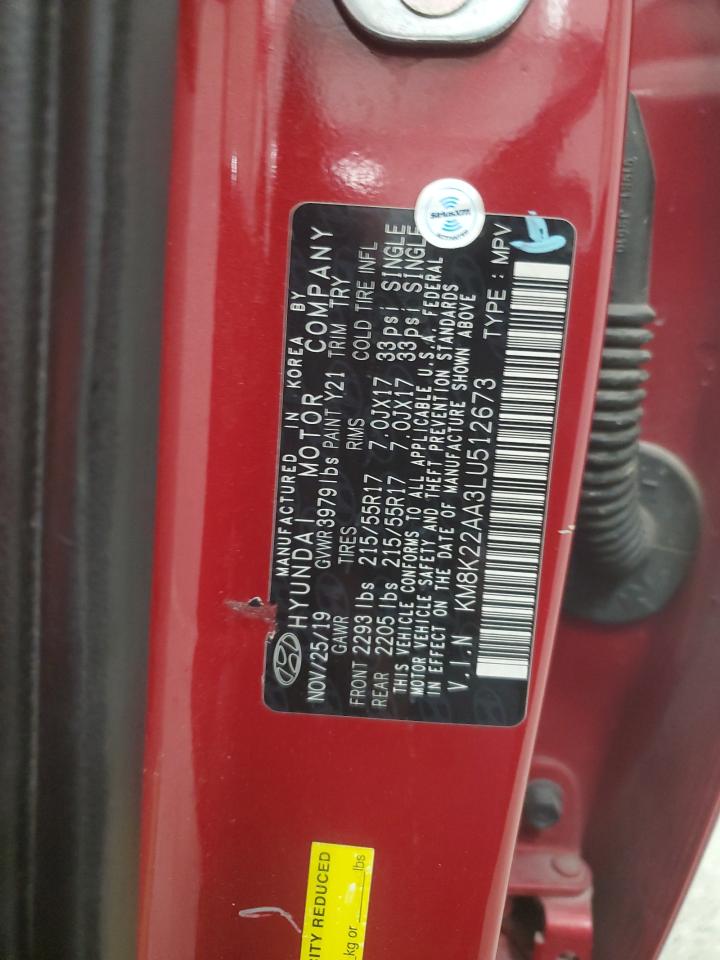 MANUFACTURED IN KOREA BY
HYUNDAI MOTOR COMPANY
NOV/25/19 GVWR 3979 lbs PAINT Y21 TRIM TRY
GAWR TIRES RIMS COLD TIRE INFL
FRONT 2293 lbs 215/55R17 7.0JX17 33psi SINGLE
REAR 2205 lbs 215/55R17 7.0JX17 33psi SINGLE
THIS VEHICLE CONFORMS TO ALL APPLICABLE U.S.A. FEDERAL
MOTOR VEHICLE SAFETY AND THEFT PREVENTION STANDARDS
IN EFFECT ON THE DATE OF MANUFACTURE SHOWN ABOVE
V.I.N KM8K22AA3LU512673 TYPE : MPV
SiriusXM
ACTIVATED
CITY REDUCED
kg or ____ lbs